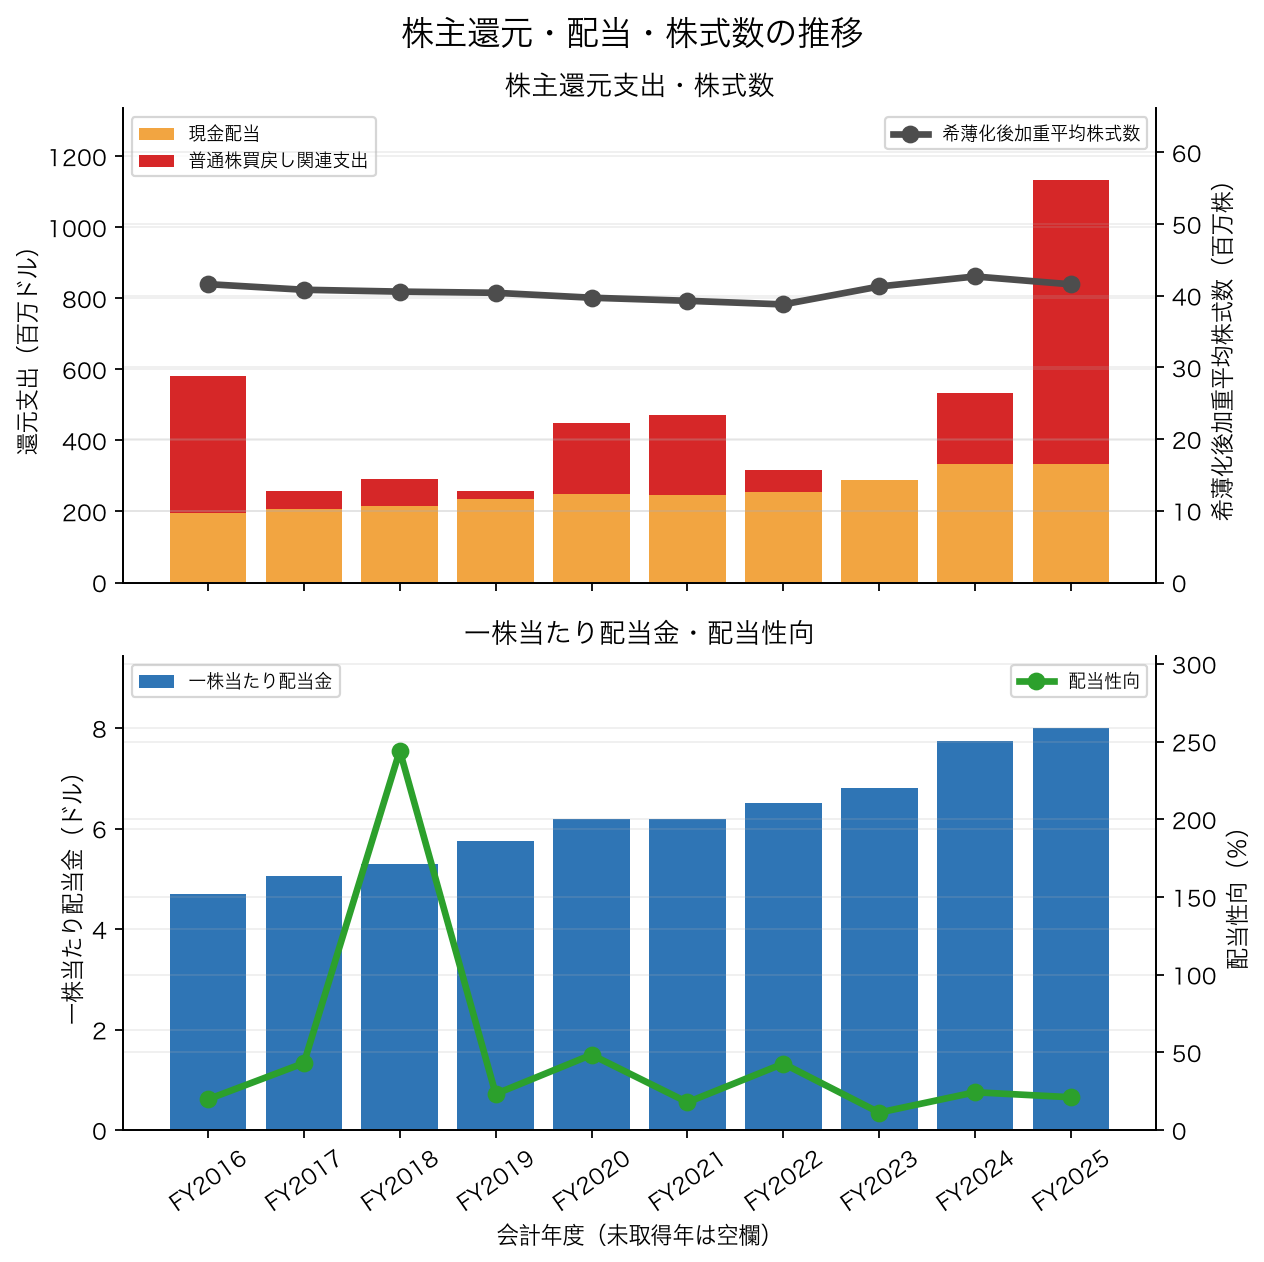 株主還元・配当・株式数の推移
株主還元支出・株式数
現金配当
普通株買戻し関連支出
希薄化後加重平均株式数
還元支出（百万ドル）
1200
1000
800
600
400
200
0
60
50
40
30
20
10
0
希薄化後加重平均株式数（百万株）
一株当たり配当金・配当性向
一株当たり配当金
配当性向
一株当たり配当金（ドル）
8
6
4
2
0
300
250
200
150
100
50
0
配当性向（%）
FY2016
FY2017
FY2018
FY2019
FY2020
FY2021
FY2022
FY2023
FY2024
FY2025
会計年度（未取得年は空欄）